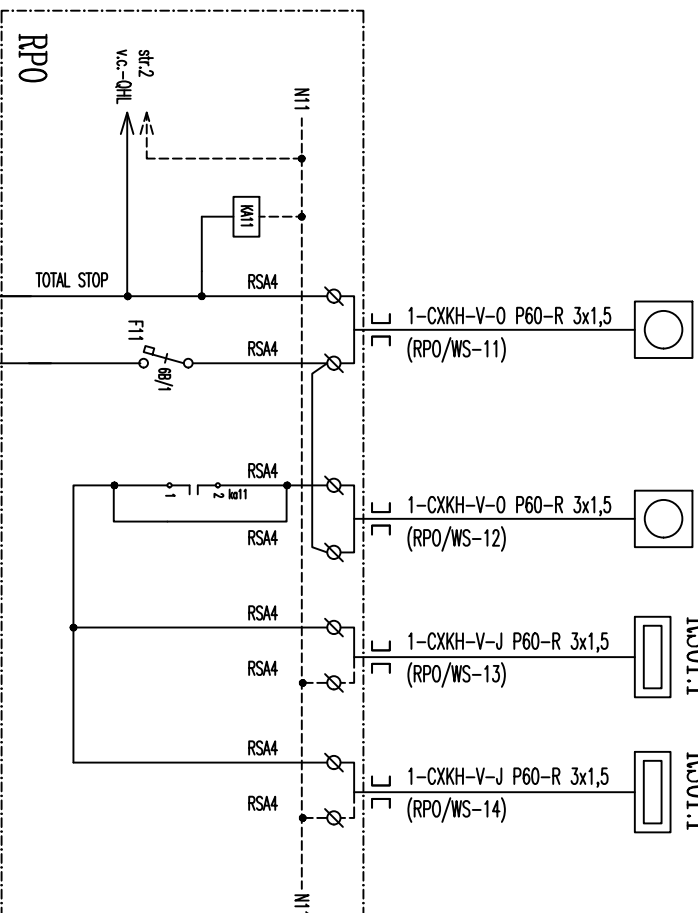 RPO
str.2
v.c.-QHL
N11
KA11
TOTAL STOP
RSA4
1-CXKH-V-O P60-R 3x1,5
(RPO/WS-11)
F11
6B/1
RSA4
RSA4
1
2
ka11
1-CXKH-V-O P60-R 3x1,5
(RPO/WS-12)
RSA4
RSA4
1-CXKH-V-J P60-R 3x1,5
(RPO/WS-13)
RSA4
RSA4
1-CXKH-V-J P60-R 3x1,5
(RPO/WS-14)
RSA4